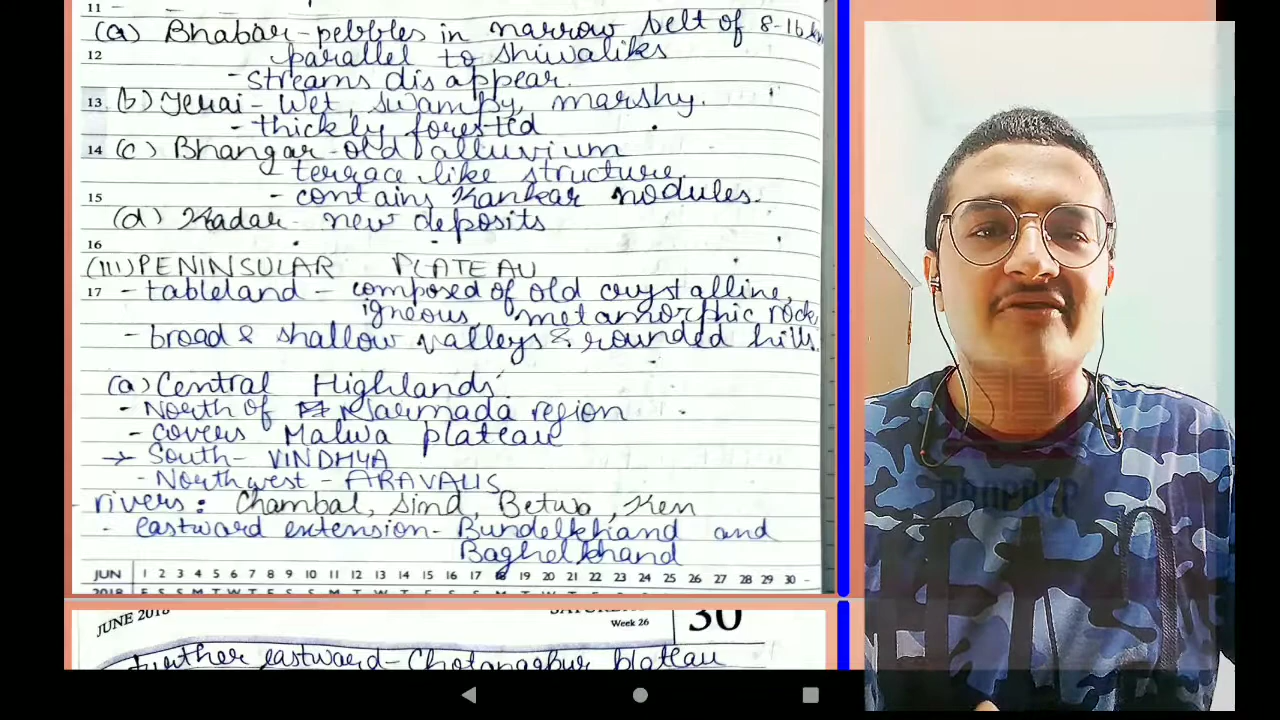 11
(a) Bhabar - pebbles in narrow belt of 8-16 km
12
parallel to shiwaliks
- streams disappear.
13 (b) Terai - Wet, swampy, marshy.
- thickly forested
14 (c) Bhangar - old alluvium
terrace like structure.
15 - contains Kankar nodules.
(d) Kadar - new deposits
16
(III) PENINSULAR PLATEAU
17 - tableland - composed of old crystalline,
igneous, metamorphic rock
- broad & shallow valleys & rounded hills.
(a) Central Highlands
- North of Narmada region
- covers Malwa plateau
→ South - VINDHYA
- Northwest - ARAVALIS
- rivers: Chambal, Sind, Betwa, Ken
- eastward extension - Bundelkhand and
Baghelkhand
JUN 1 2 3 4 5 6 7 8 9 10 11 12 13 14 15 16 17 18 19 20 21 22 23 24 25 26 27 28 29 30 -
2018 F S S M T W T F S S M T
JUNE 2018
SATURDAY
Week 26
30
further eastward - Chotanagpur plateau
PREPREP